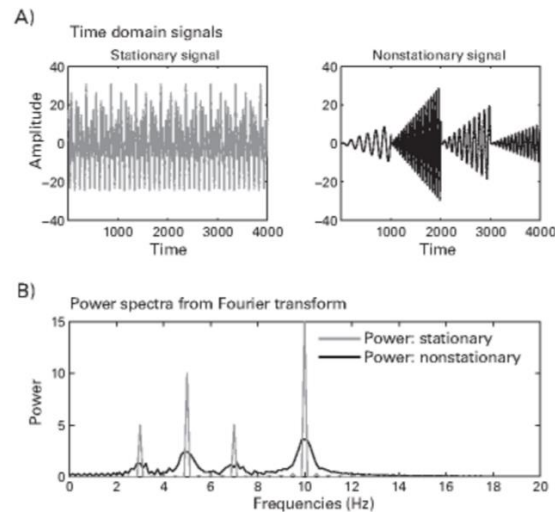 A)
Time domain signals
Stationary signal
40
20
0
−20
−40
Amplitude
1000 2000 3000 4000
Time
Nonstationary signal
40
20
0
−20
−40
1000 2000 3000 4000
Time
B)
Power spectra from Fourier transform
15
10
5
0
Power
Power: stationary
Power: nonstationary
0 2 4 6 8 10 12 14 16 18 20
Frequencies (Hz)